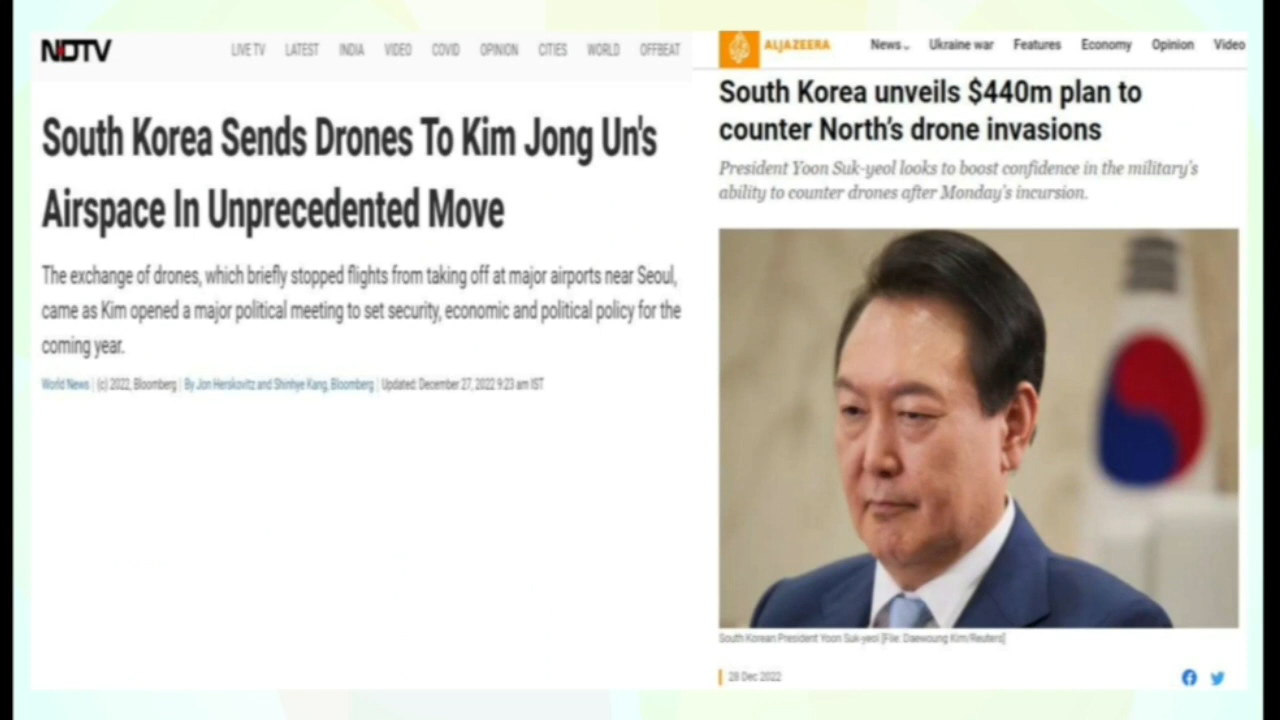 NDTV
LIVE TV LATEST INDIA VIDEO COVID OPINION CITIES WORLD OFFBEAT
South Korea Sends Drones To Kim Jong Un's
Airspace In Unprecedented Move
The exchange of drones, which briefly stopped flights from taking off at major airports near Seoul,
came as Kim opened a major political meeting to set security, economic and political policy for the
coming year.
World News | (c) 2022, Bloomberg | By Jon Herskovitz and Shinhye Kang, Bloomberg | Updated: December 27, 2022 9:23 am IST
ALJAZEERA News Ukraine war Features Economy Opinion Video
South Korea unveils $440m plan to
counter North's drone invasions
President Yoon Suk-yeol looks to boost confidence in the military's
ability to counter drones after Monday's incursion.
South Korean President Yoon Suk-yeol [File: Daewoung Kim/Reuters]
28 Dec 2022